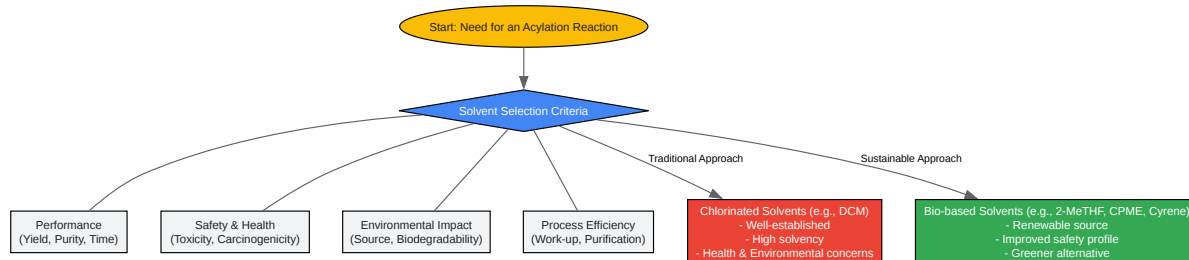 Start: Need for an Acylation Reaction
Solvent Selection Criteria
Traditional Approach
Sustainable Approach
Performance
(Yield, Purity, Time)
Safety & Health
(Toxicity, Carcinogenicity)
Environmental Impact
(Source, Biodegradability)
Process Efficiency
(Work-up, Purification)
Chlorinated Solvents (e.g., DCM)
- Well-established
- High solvency
- Health & Environmental concerns
Bio-based Solvents (e.g., 2-MeTHF, CPME, Cyrene)
- Renewable source
- Improved safety profile
- Greener alternative